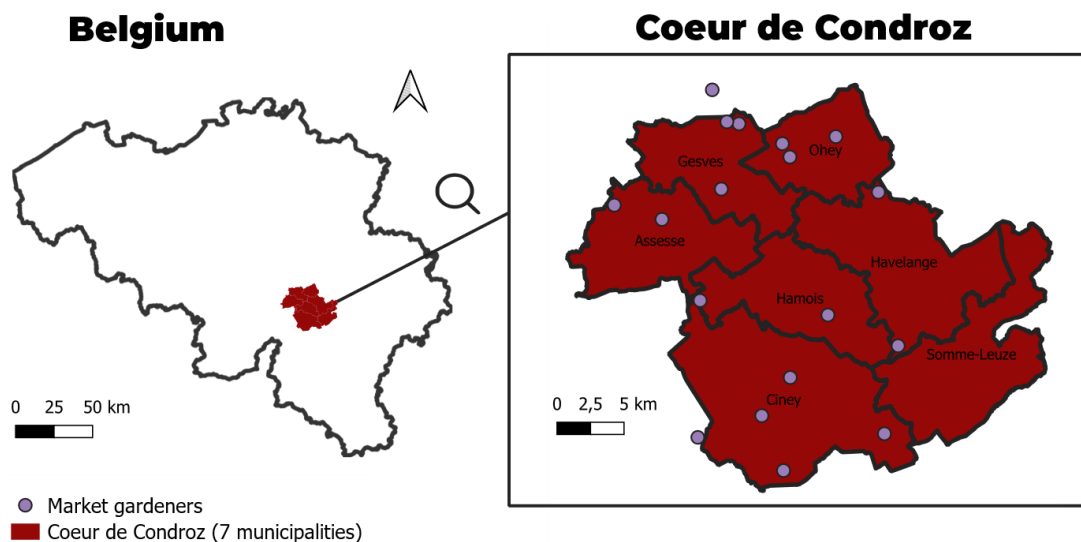 Belgium
Coeur de Condroz
Ohey
Gesves
Assesse
Havelange
Hamois
Somme-Leuze
Ciney
0 25 50 km
0 2,5 5 km
Market gardeners
Coeur de Condroz (7 municipalities)